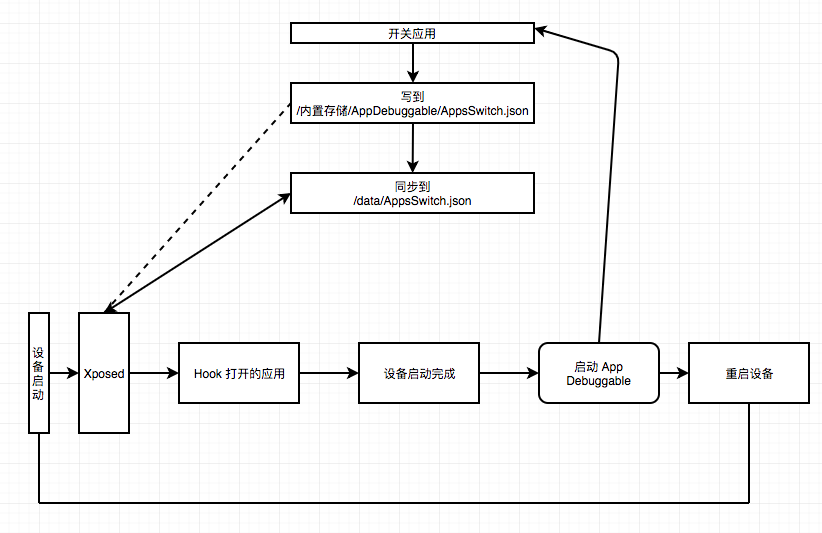 开关应用
写到
/内置存储/AppDebuggable/AppsSwitch.json
同步到
/data/AppsSwitch.json
设
备
启
动
Xposed
Hook 打开的应用
设备启动完成
启动 App
Debuggable
重启设备